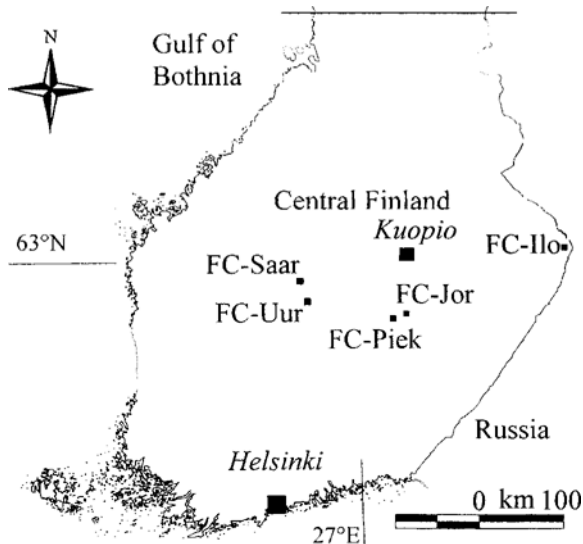 N
Gulf of
Bothnia
Central Finland
Kuopio
63°N
FC-Ilo
FC-Saar
FC-Uur
FC-Jor
FC-Piek
Russia
Helsinki
0 km 100
27°E